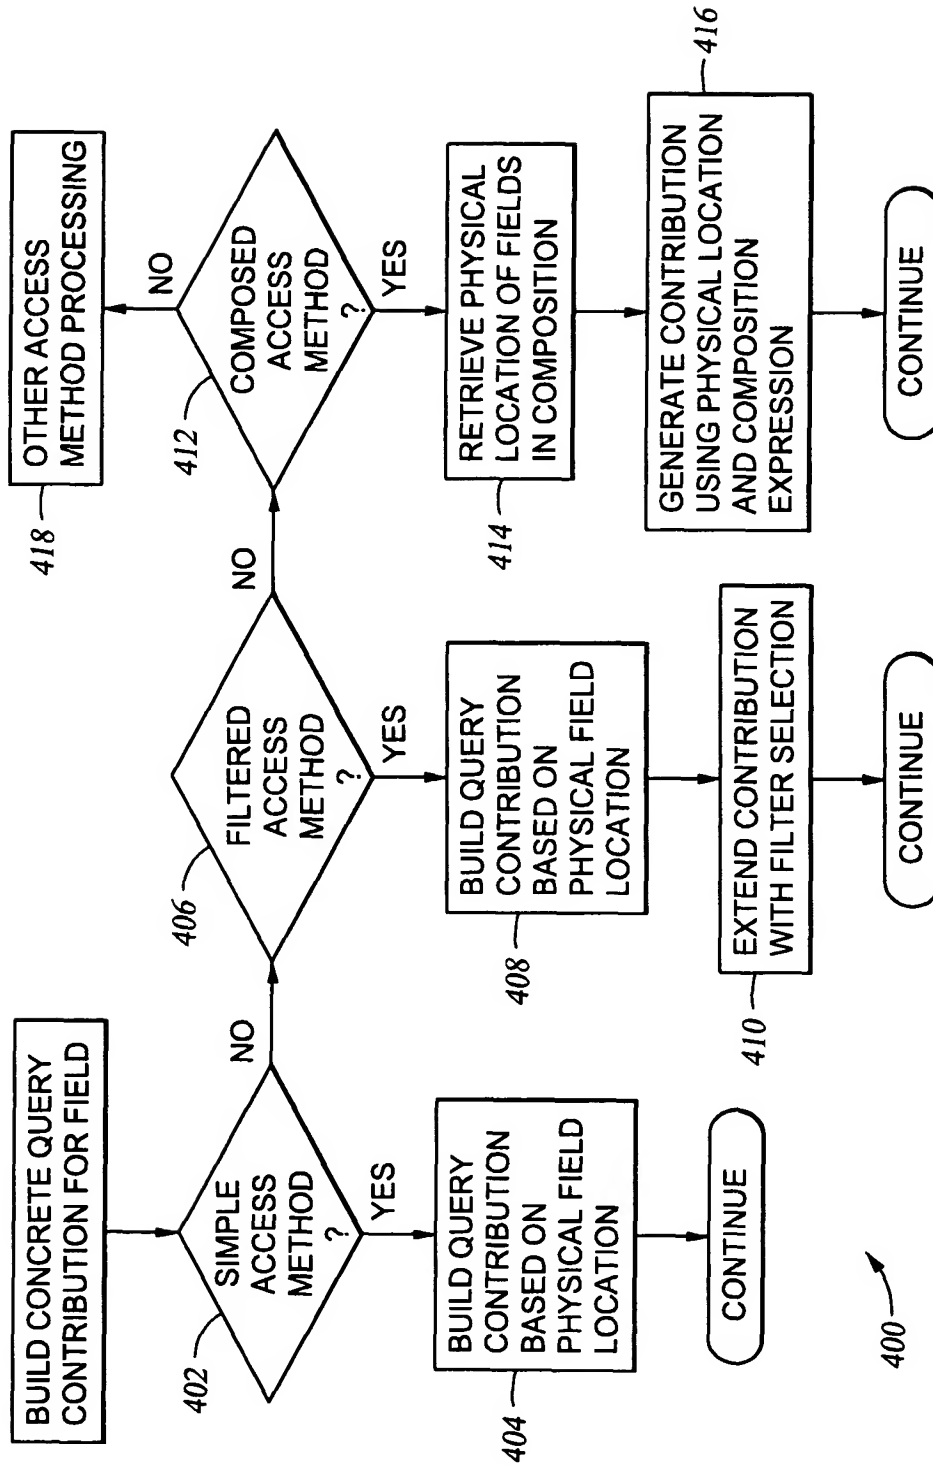 BUILD CONCRETE QUERY
CONTRIBUTION FOR FIELD
402
SIMPLE
ACCESS
METHOD
?
NO
YES
404
BUILD QUERY
CONTRIBUTION
BASED ON
PHYSICAL FIELD
LOCATION
CONTINUE
406
FILTERED
ACCESS
METHOD
?
NO
YES
408
BUILD QUERY
CONTRIBUTION
BASED ON
PHYSICAL FIELD
LOCATION
410
EXTEND CONTRIBUTION
WITH FILTER SELECTION
CONTINUE
412
COMPOSED
ACCESS
METHOD
?
NO
YES
418
OTHER ACCESS
METHOD PROCESSING
414
RETRIEVE PHYSICAL
LOCATION OF FIELDS
IN COMPOSITION
416
GENERATE CONTRIBUTION
USING PHYSICAL LOCATION
AND COMPOSITION
EXPRESSION
CONTINUE
400